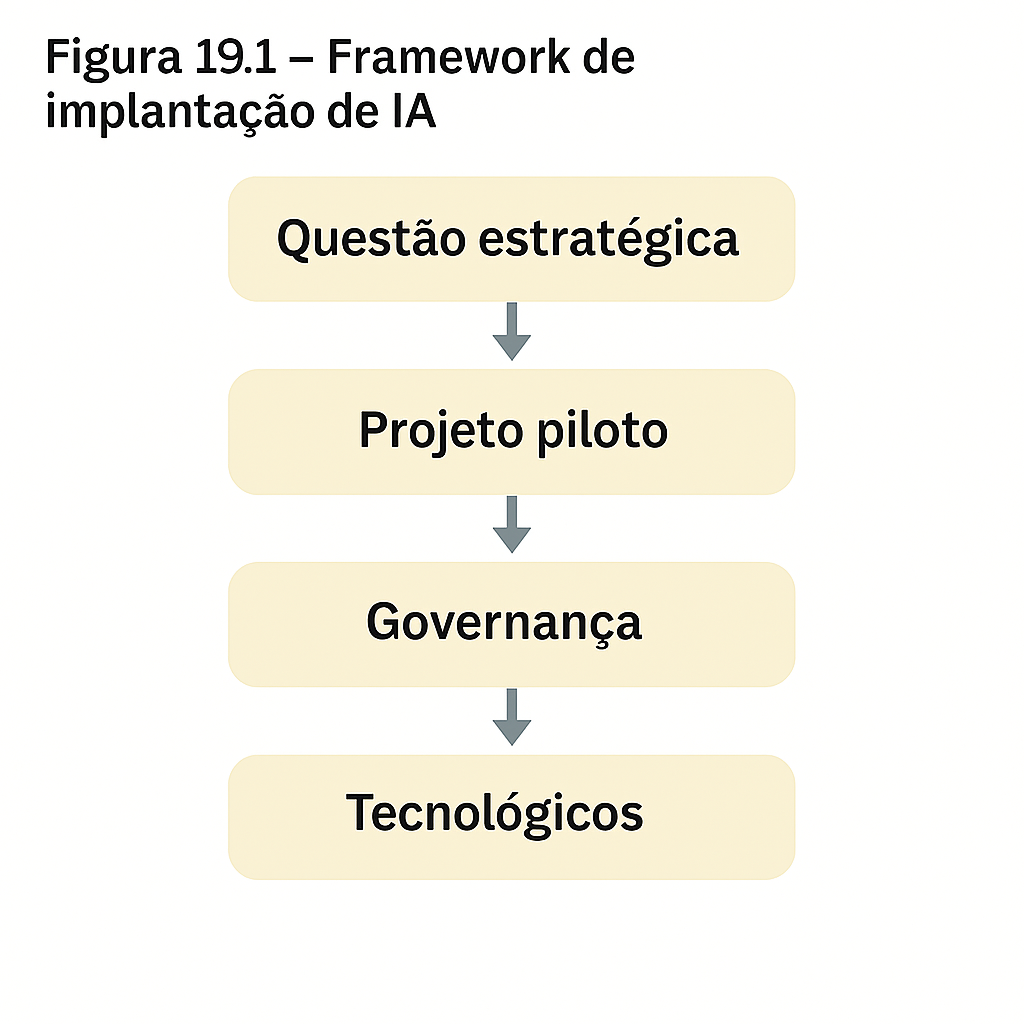 Figura 19.1 – Framework de
implantação de IA
Questão estratégica
Projeto piloto
Governança
Tecnológicos